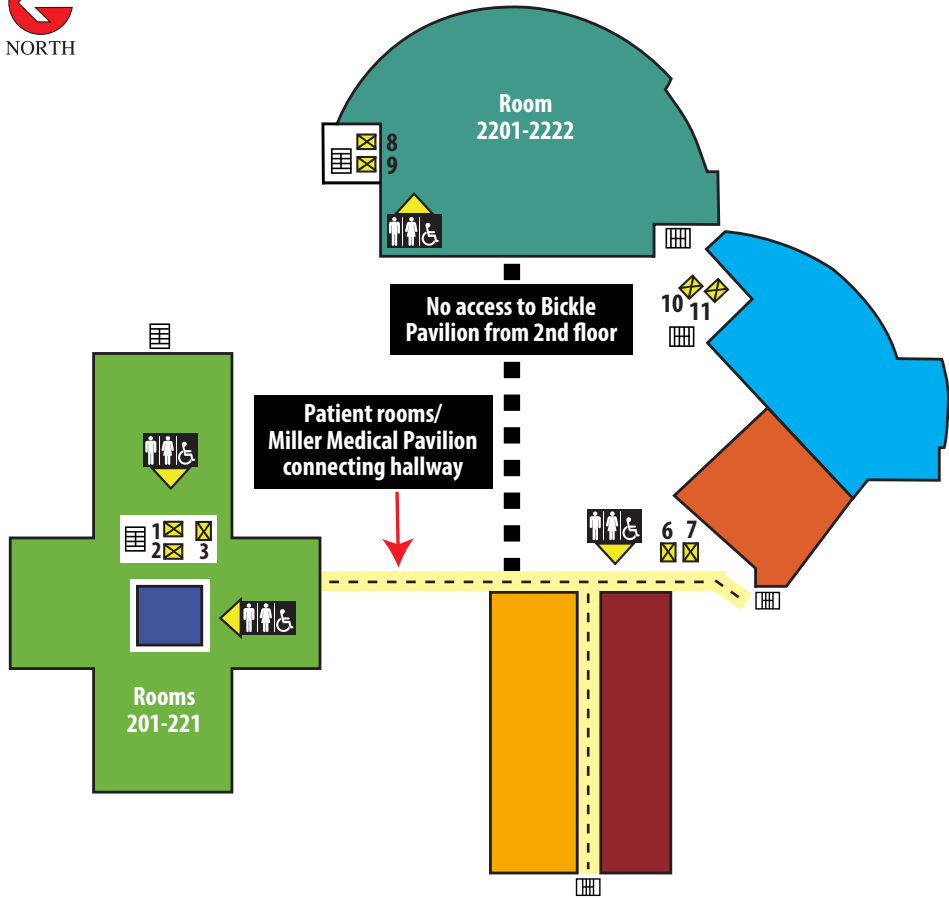 NORTH
Room
2201-2222
8
9
No access to Bickle
Pavilion from 2nd floor
10
11
Patient rooms/
Miller Medical Pavilion
connecting hallway
1
2
3
6 7
Rooms
201-221